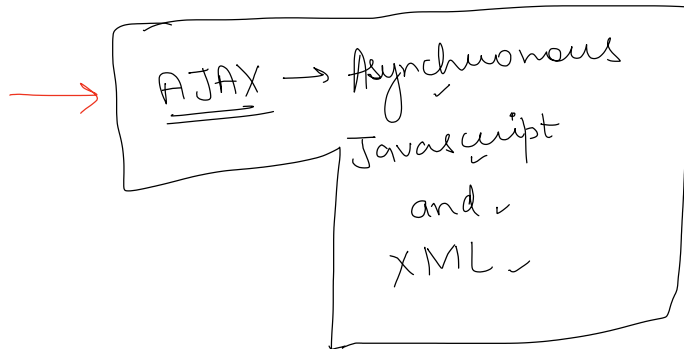 AJAX → Asynchronous
Javascript
and
XML